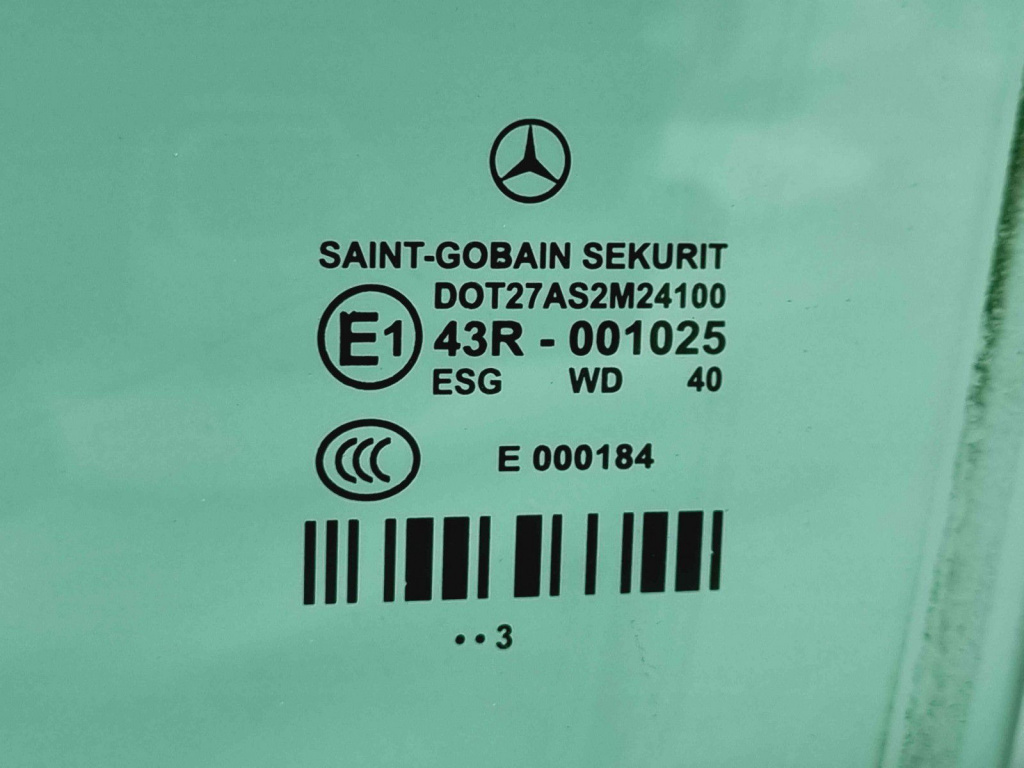 SAINT-GOBAIN SEKURIT
DOT27AS2M24100
E1 43R - 001025
ESG WD 40
CCC E 000184
••3